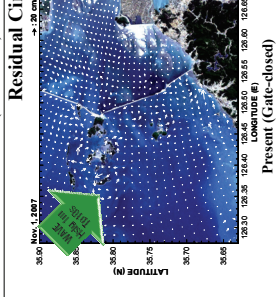 Residual Ci
Nov. 1, 2007
→ : 20 cm
WAVE
35.90
35.80
35.75
35.70
35.65
LATITUDE (N)
126.30
126.35
126.40
126.45
126.50
126.55
126.60
126.65
LONGITUDE (E)
Present (Gate-closed)